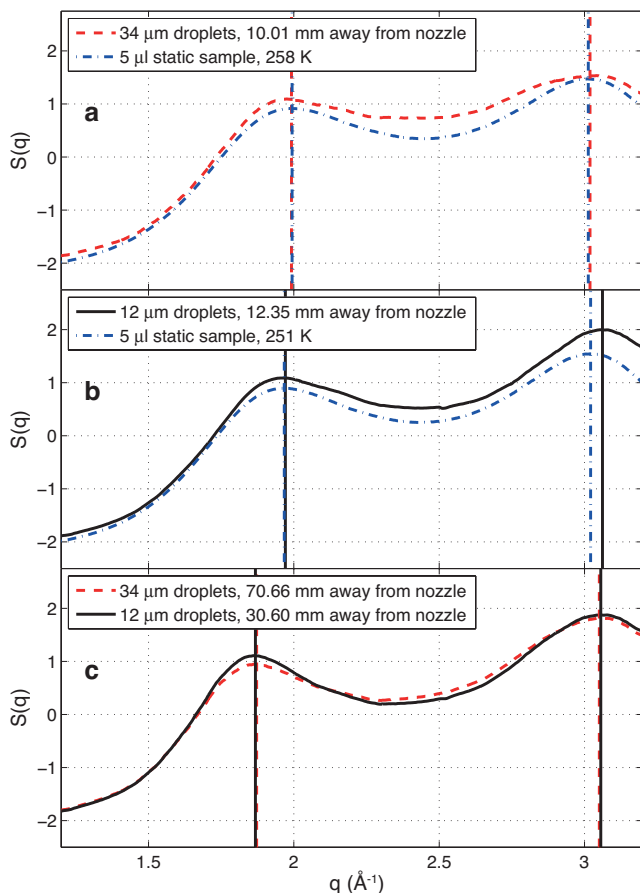 34 μm droplets, 10.01 mm away from nozzle
5 μl static sample, 258 K
a
S(q)
2
1
0
−1
−2
12 μm droplets, 12.35 mm away from nozzle
5 μl static sample, 251 K
b
S(q)
2
1
0
−1
−2
34 μm droplets, 70.66 mm away from nozzle
12 μm droplets, 30.60 mm away from nozzle
c
S(q)
2
1
0
−1
−2
1.5 2 2.5 3
q (Å⁻¹)